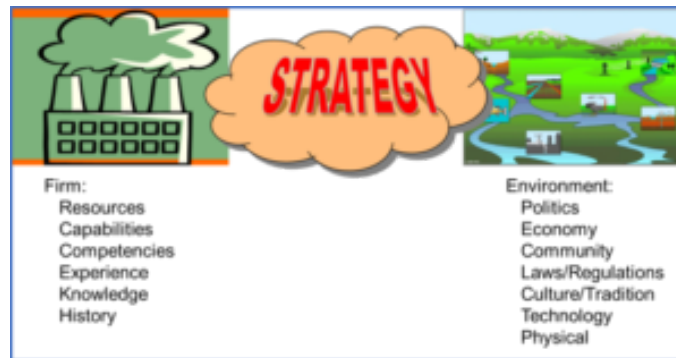 STRATEGY
Firm:
Resources
Capabilities
Competencies
Experience
Knowledge
History
Environment:
Politics
Economy
Community
Laws/Regulations
Culture/Tradition
Technology
Physical